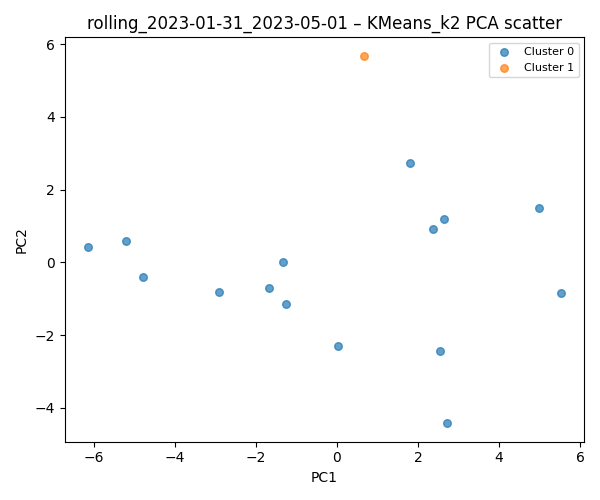 rolling_2023-01-31_2023-05-01 – KMeans_k2 PCA scatter
Cluster 0
Cluster 1
PC2
6
4
2
0
−2
−4
−6
−4
−2
0
2
4
6
PC1